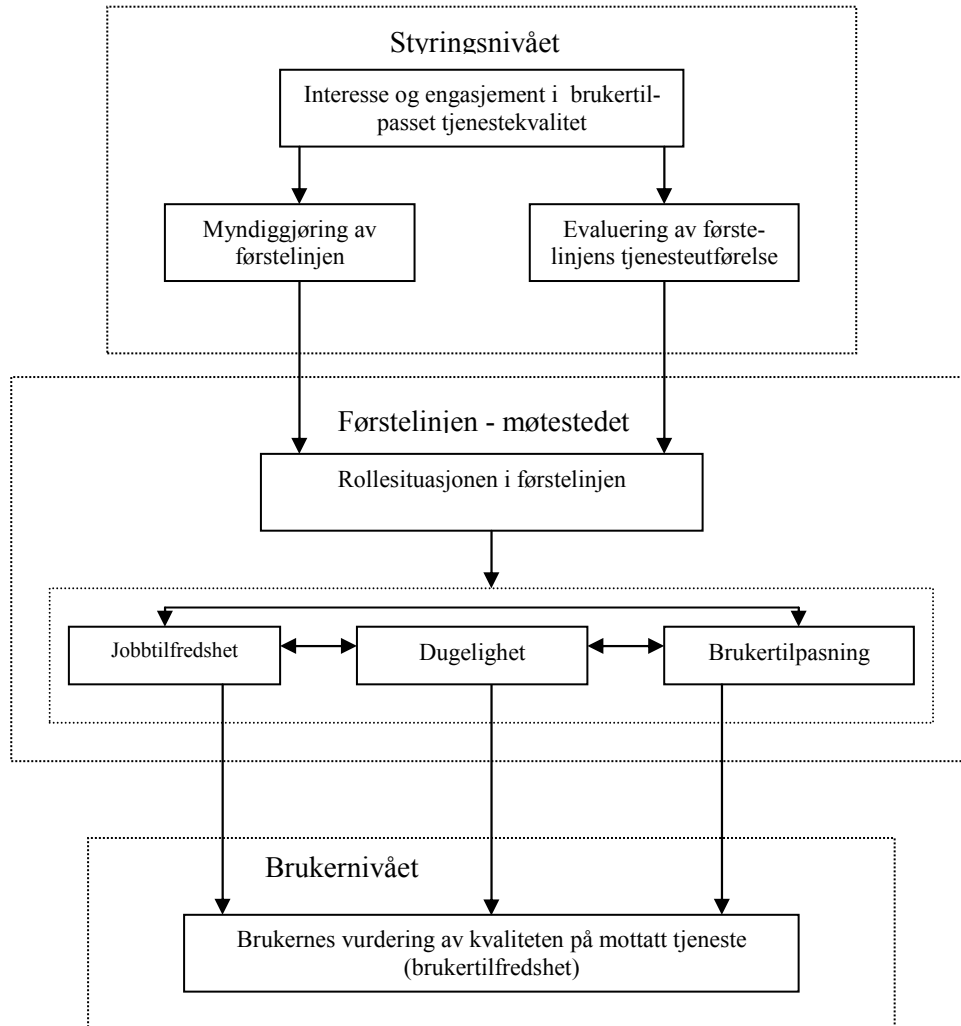 Styringsnivået
Interesse og engasjement i brukertil-
passet tjenestekvalitet
Myndiggjøring av
førstelinjen
Evaluering av første-
linjens tjenesteutførelse
Førstelinjen - møtestedet
Rollesituasjonen i førstelinjen
Jobbtilfredshet
Dugelighet
Brukertilpasning
Brukernivået
Brukernes vurdering av kvaliteten på mottatt tjeneste
(brukertilfredshet)